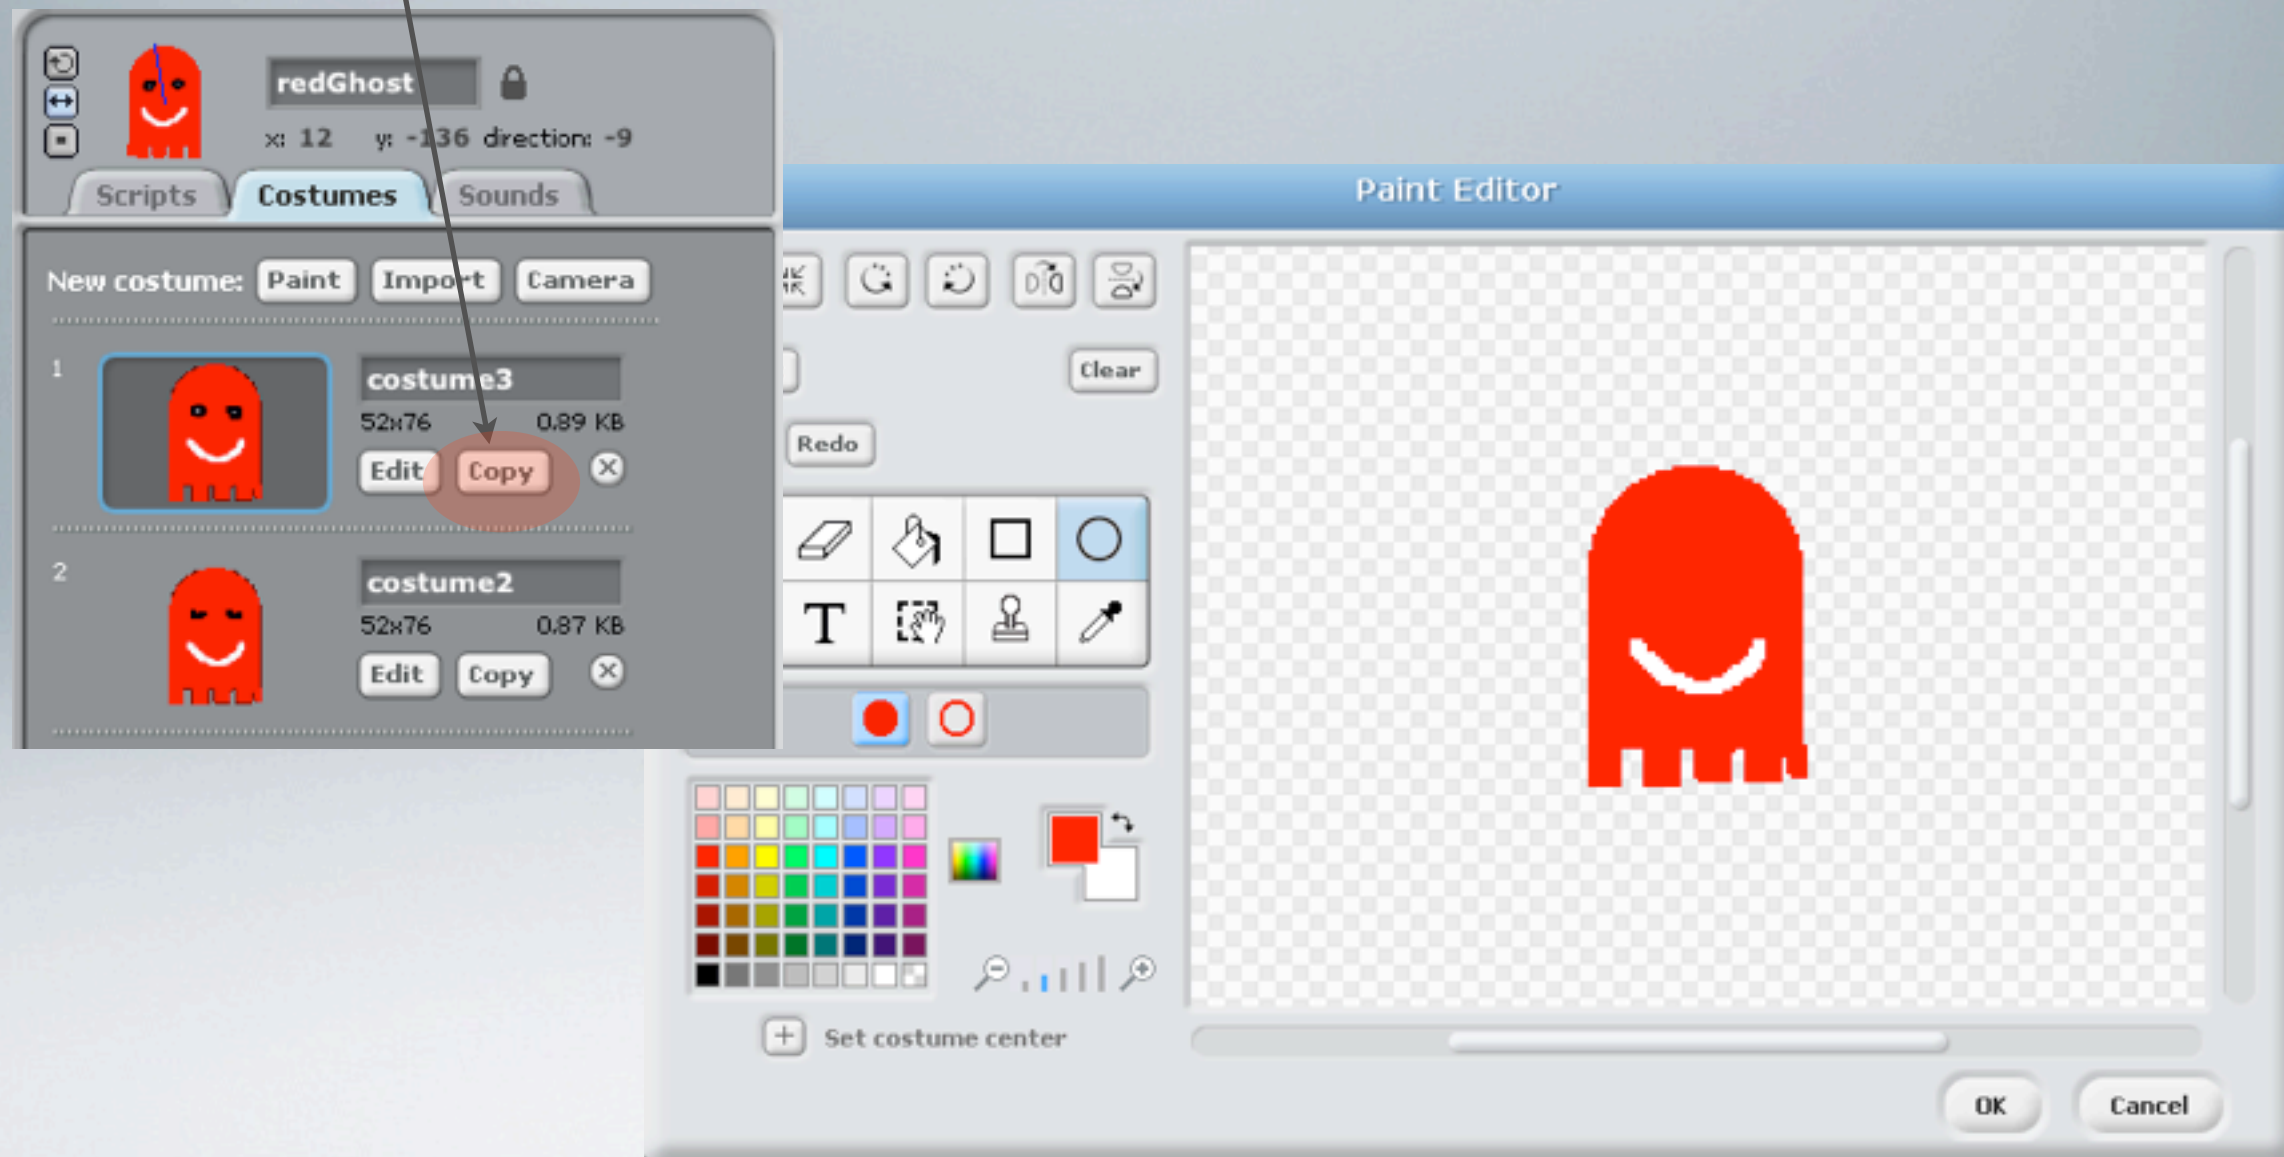 redGhost
x: 12 y: -136 direction: -9
Scripts Costumes Sounds
New costume: Paint Import Camera
1
costume3
52x76 0.89 KB
Edit Copy
2
costume2
52x76 0.87 KB
Edit Copy
Paint Editor
Clear
Redo
T
Set costume center
OK Cancel